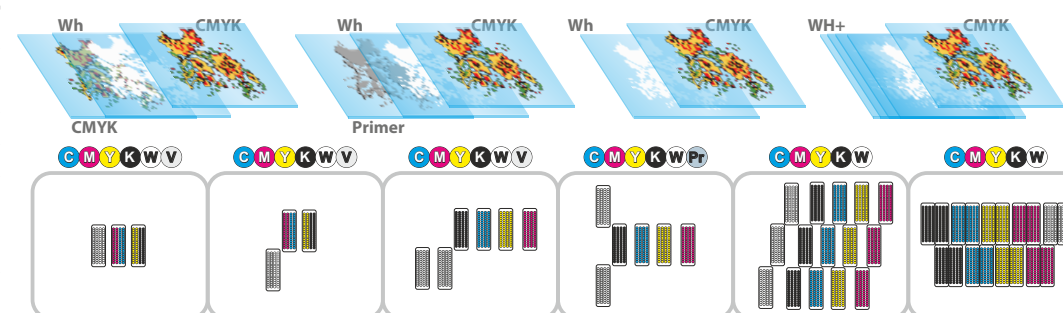 Wh CMYK Wh CMYK Wh CMYK WH+ CMYK
CMYK Primer
C M Y K W V C M Y K W V C M Y K W V C M Y K W Pr C M Y K W C M Y K W